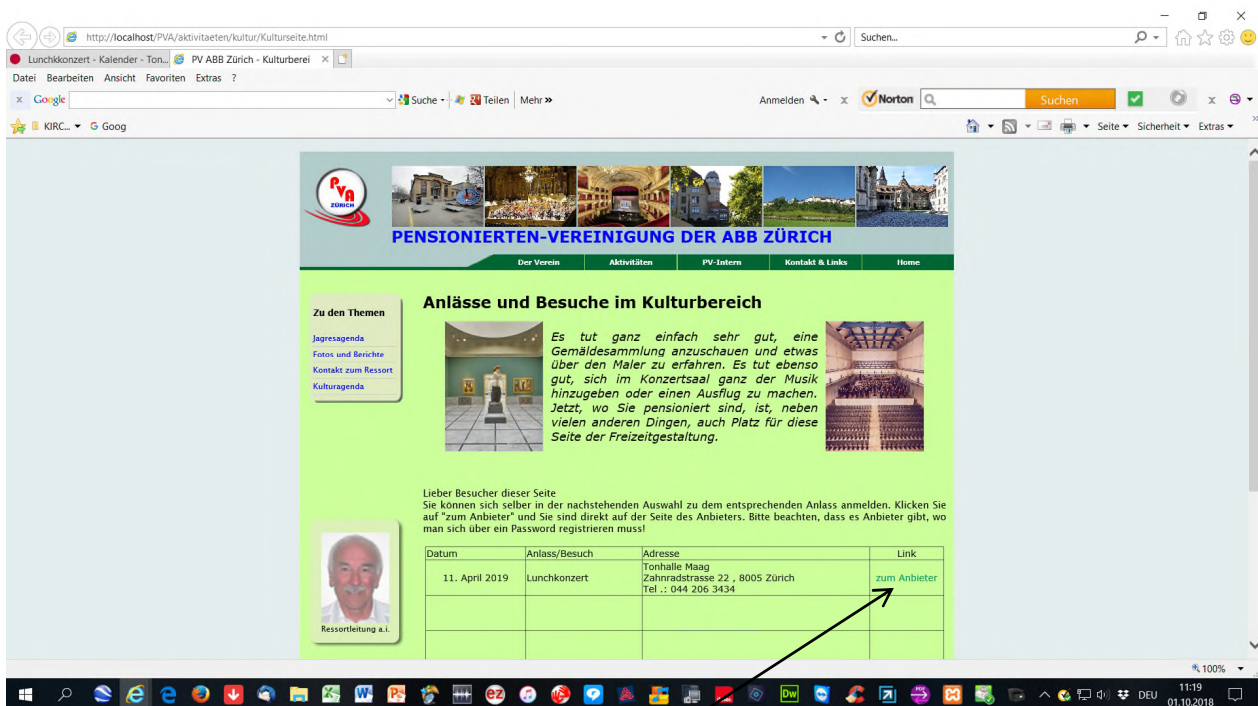 http://localhost/PVA/aktivitaeten/kultur/Kulturseite.html
Suchen...
Lunchkkonzert - Kalender - Ton...
PV ABB Zürich - Kulturberei
Datei Bearbeiten Ansicht Favoriten Extras ?
x Google
Suche
Teilen
Mehr »
Anmelden
x
Norton
Suchen
x
KIRC...
G Goog
Seite
Sicherheit
Extras
PVA
ZÜRICH
PENSIONIERTEN-VEREINIGUNG DER ABB ZÜRICH
Der Verein
Aktivitäten
PV-Intern
Kontakt & Links
Home
Zu den Themen
Jagresagenda
Fotos und Berichte
Kontakt zum Ressort
Kulturagenda
Anlässe und Besuche im Kulturbereich
Es tut ganz einfach sehr gut, eine
Gemäldesammlung anzuschauen und etwas
über den Maler zu erfahren. Es tut ebenso
gut, sich im Konzertsaal ganz der Musik
hinzugeben oder einen Ausflug zu machen.
Jetzt, wo Sie pensioniert sind, ist, neben
vielen anderen Dingen, auch Platz für diese
Seite der Freizeitgestaltung.
Lieber Besucher dieser Seite
Sie können sich selber in der nachstehenden Auswahl zu dem entsprechenden Anlass anmelden. Klicken Sie
auf "zum Anbieter" und Sie sind direkt auf der Seite des Anbieters. Bitte beachten, dass es Anbieter gibt, wo
man sich über ein Password registrieren muss!
Datum
Anlass/Besuch
Adresse
Link
11. April 2019
Lunchkonzert
Tonhalle Maag
Zahnradstrasse 22 , 8005 Zürich
Tel .: 044 206 3434
zum Anbieter
Ressortleitung a.i.
100%
ez
Dw
DEU
11:19
01.10.2018